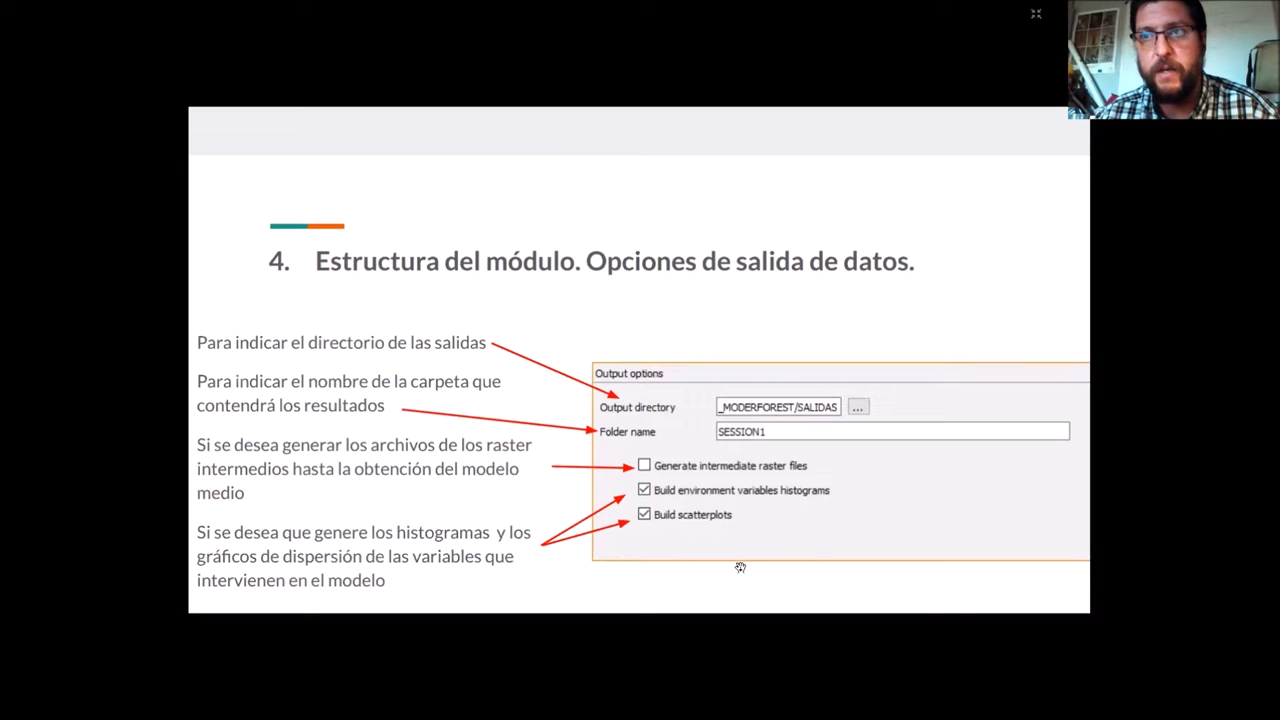 4. Estructura del módulo. Opciones de salida de datos.
Para indicar el directorio de las salidas
Para indicar el nombre de la carpeta que
contendrá los resultados
Si se desea generar los archivos de los raster
intermedios hasta la obtención del modelo
medio
Si se desea que genere los histogramas y los
gráficos de dispersión de las variables que
intervienen en el modelo
Output options
Output directory _MODERFOREST/SALIDAS ...
Folder name SESSION1
Generate intermediate raster files
Build environment variables histograms
Build scatterplots